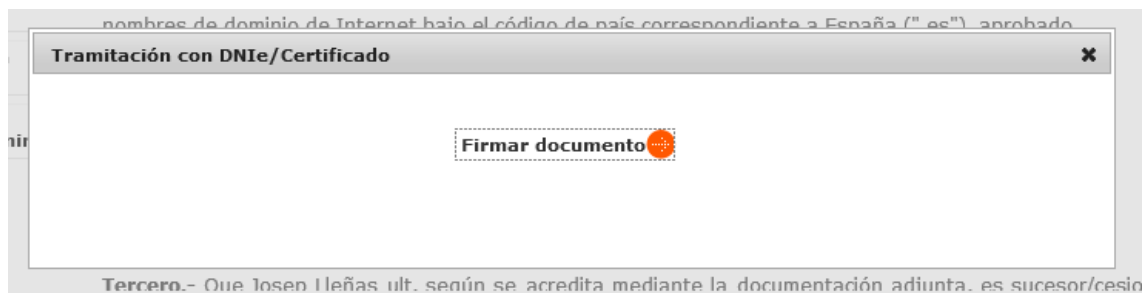 nombres de dominio de Internet bajo el código de país correspondiente a España (".es"), aprobado
Tramitación con DNIe/Certificado
Firmar documento
Tercero.- Que Josep Lleñas ult, según se acredita mediante la documentación adjunta, es sucesor/cesio